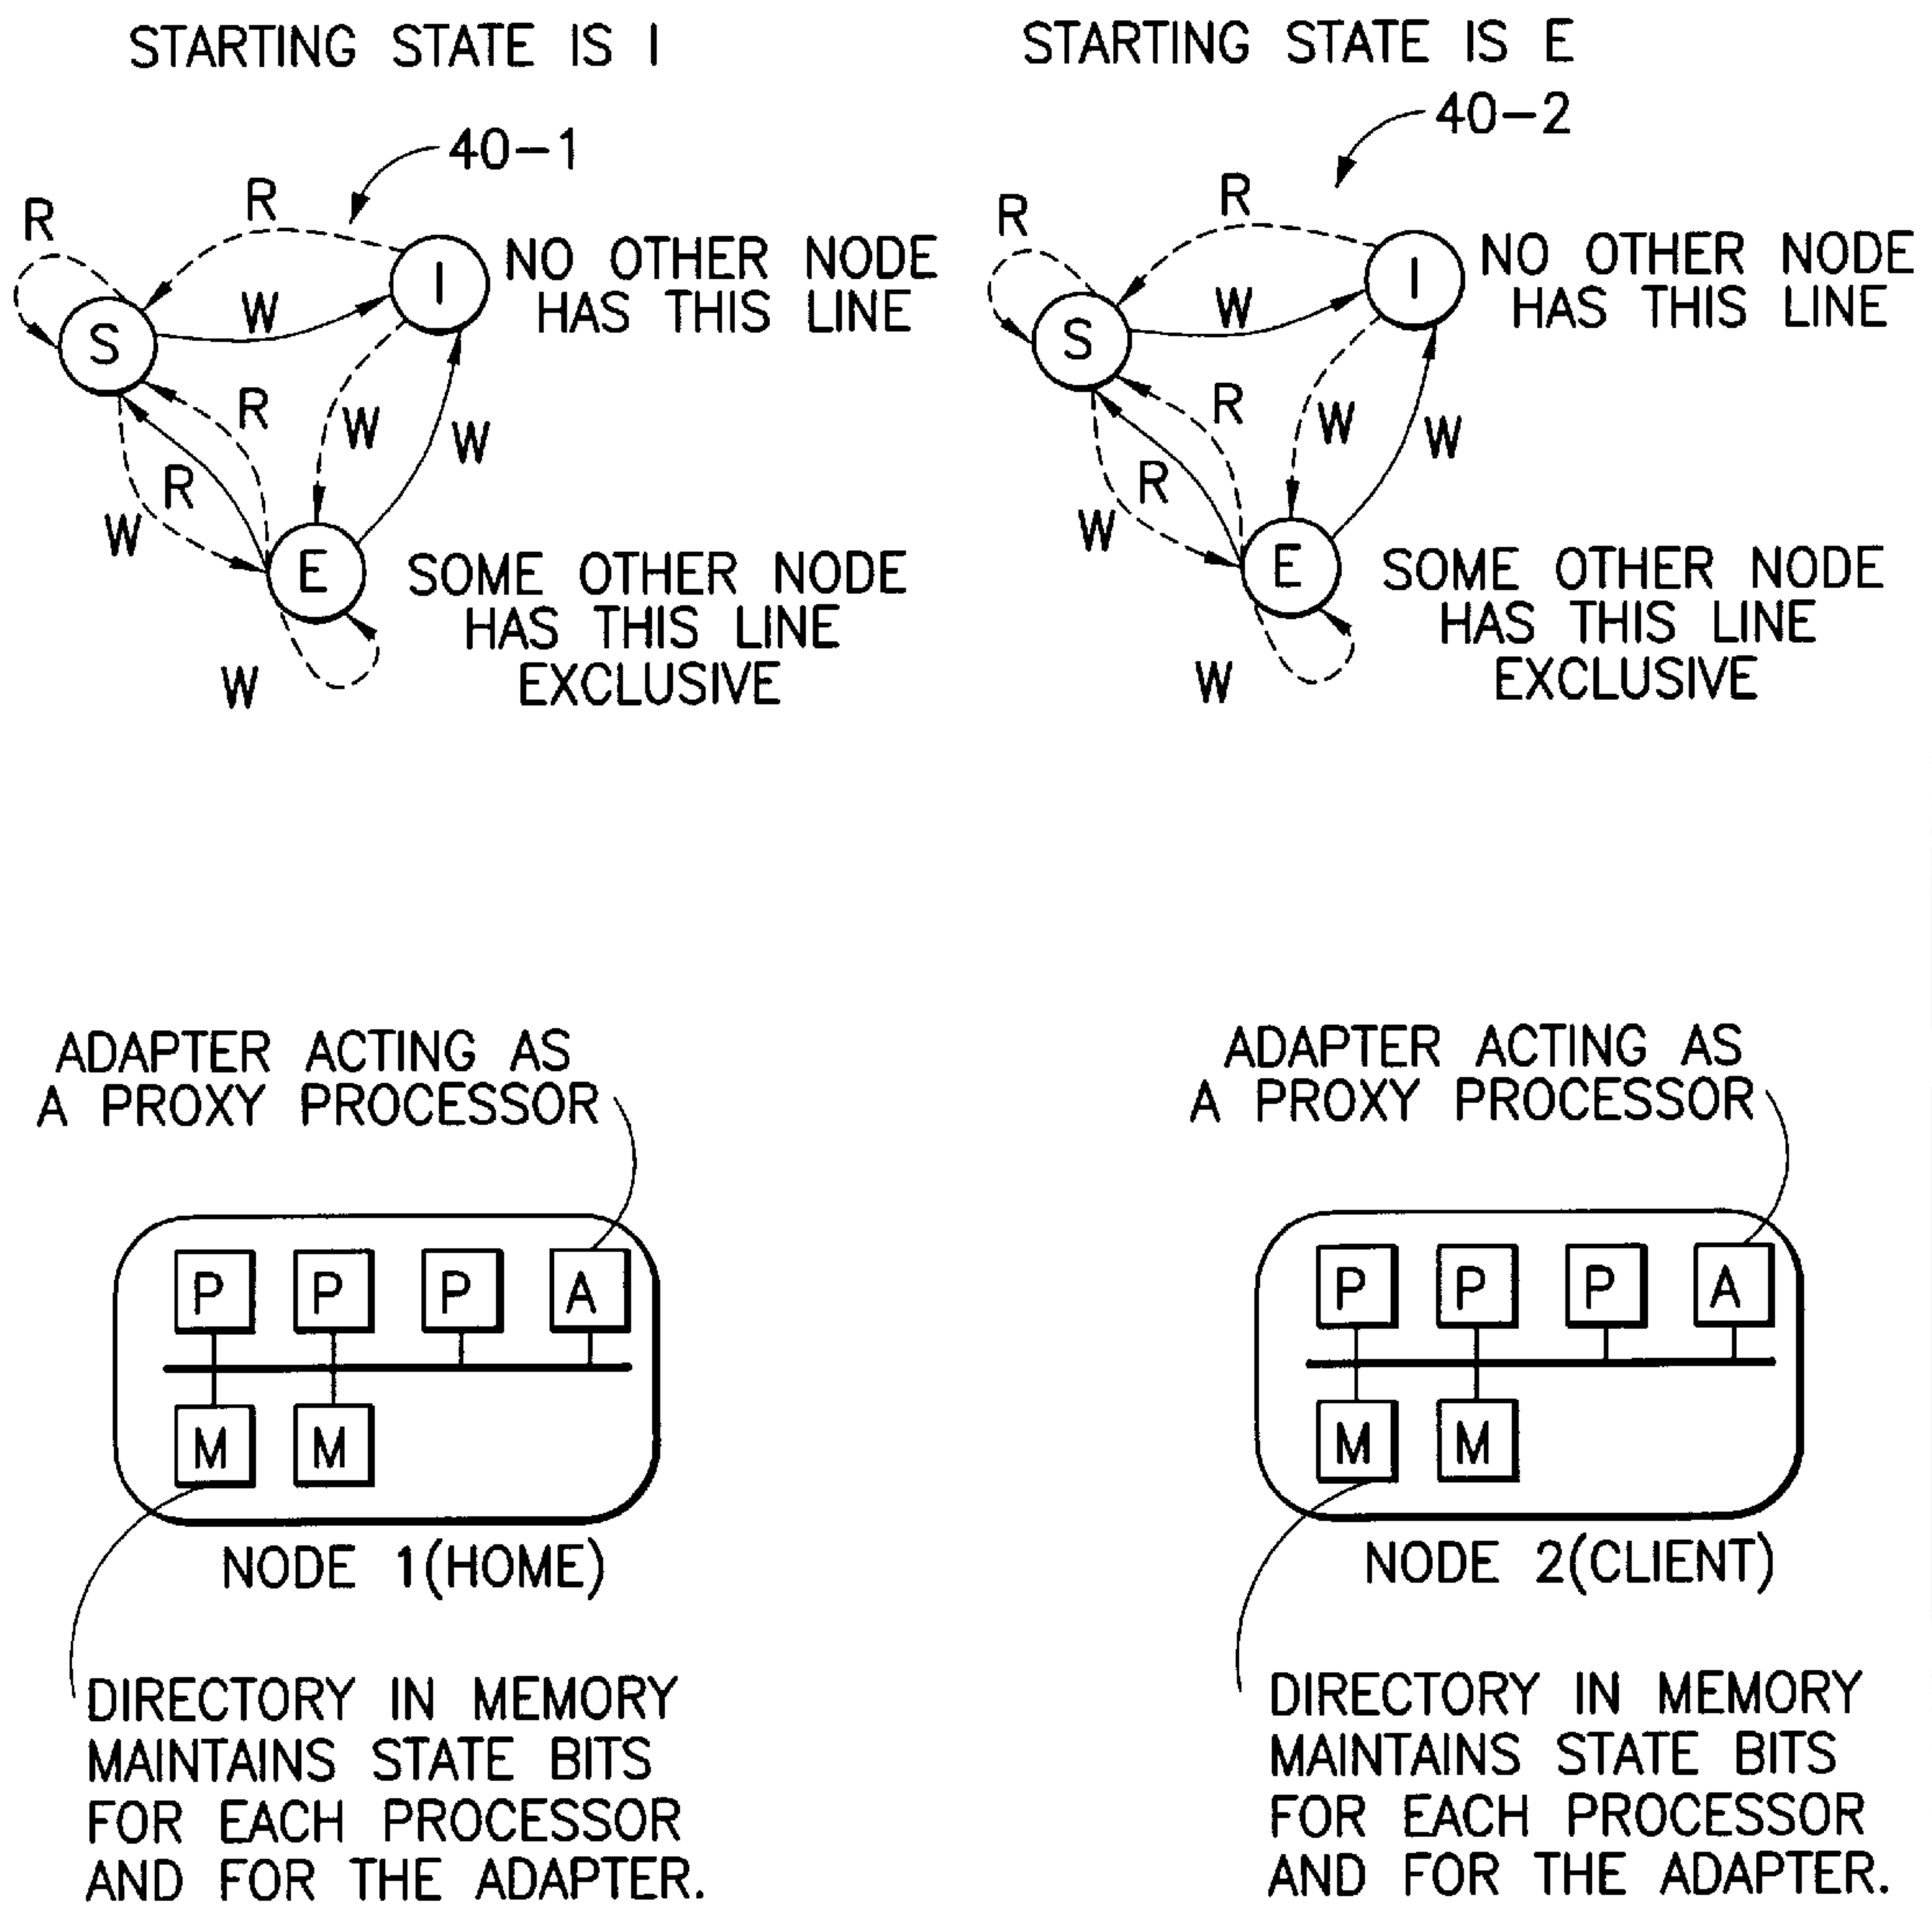 STARTING STATE IS I
40-1
R
R
I
NO OTHER NODE
HAS THIS LINE
W
S
R
W
W
R
W
E
SOME OTHER NODE
HAS THIS LINE
EXCLUSIVE
W
STARTING STATE IS E
40-2
R
R
I
NO OTHER NODE
HAS THIS LINE
W
S
R
W
W
R
W
E
SOME OTHER NODE
HAS THIS LINE
EXCLUSIVE
W
ADAPTER ACTING AS
A PROXY PROCESSOR
P P P A
M M
NODE 1(HOME)
DIRECTORY IN MEMORY
MAINTAINS STATE BITS
FOR EACH PROCESSOR
AND FOR THE ADAPTER.
ADAPTER ACTING AS
A PROXY PROCESSOR
P P P A
M M
NODE 2(CLIENT)
DIRECTORY IN MEMORY
MAINTAINS STATE BITS
FOR EACH PROCESSOR
AND FOR THE ADAPTER.